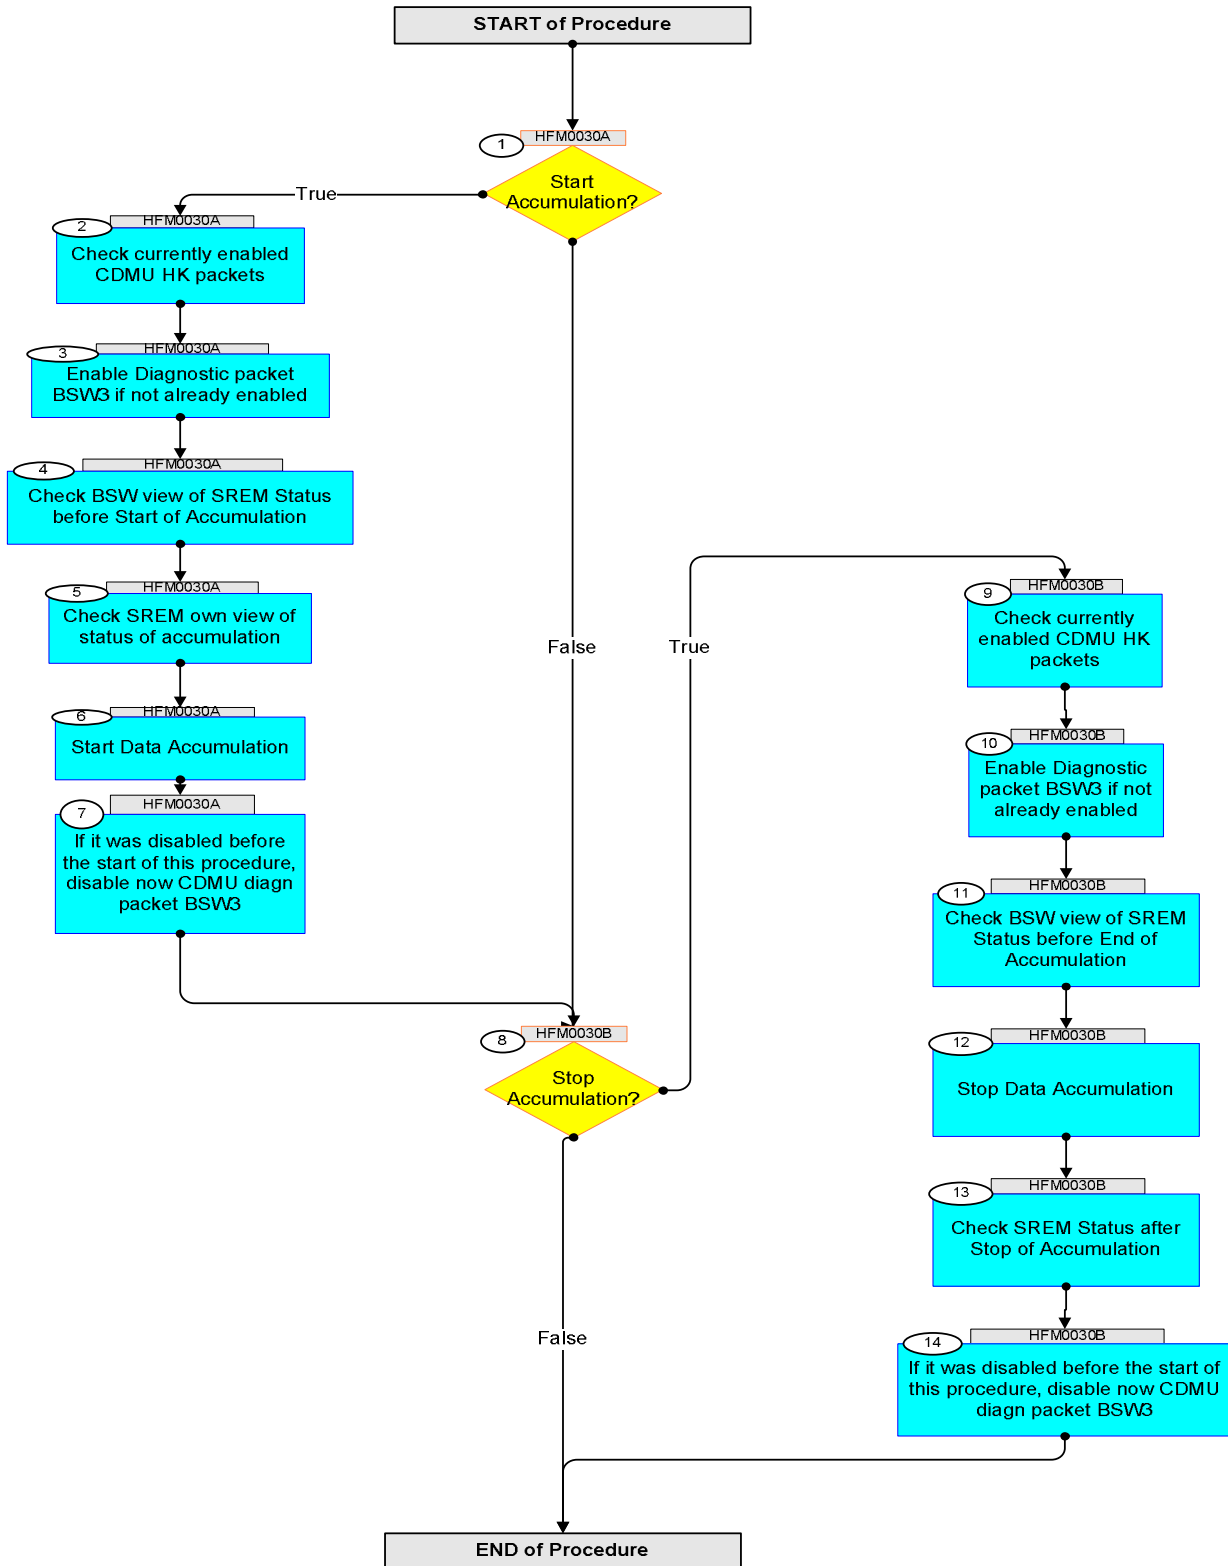 START of Procedure
HFM0030A
1
Start
Accumulation?
True
HFM0030A
2
Check currently enabled
CDMU HK packets
HFM0030A
3
Enable Diagnostic packet
BSW3 if not already enabled
HFM0030A
4
Check BSW view of SREM Status
before Start of Accumulation
HFM0030A
5
Check SREM own view of
status of accumulation
HFM0030A
6
Start Data Accumulation
HFM0030A
7
If it was disabled before
the start of this procedure,
disable now CDMU diagn
packet BSW3
False
HFM0030B
8
Stop
Accumulation?
True
HFM0030B
9
Check currently
enabled CDMU HK
packets
HFM0030B
10
Enable Diagnostic
packet BSW3 if not
already enabled
HFM0030B
11
Check BSW view of SREM
Status before End of
Accumulation
HFM0030B
12
Stop Data Accumulation
HFM0030B
13
Check SREM Status after
Stop of Accumulation
HFM0030B
14
If it was disabled before the start of
this procedure, disable now CDMU
diagn packet BSW3
False
END of Procedure